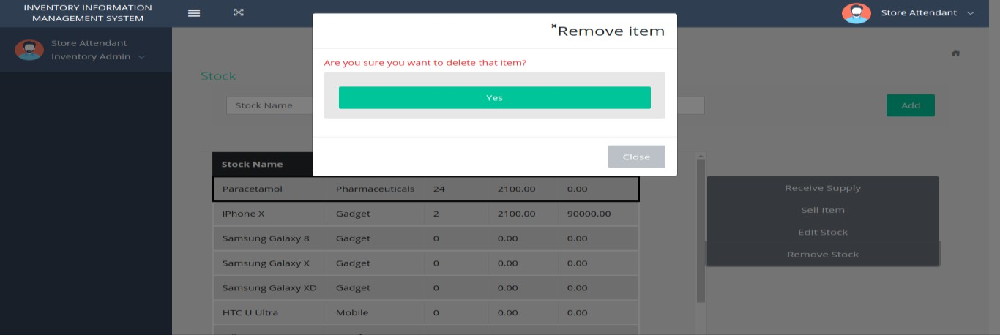 INVENTORY INFORMATION
MANAGEMENT SYSTEM
Store Attendant
Store Attendant
Inventory Admin
×Remove item
Are you sure you want to delete that item?
Yes
Close
Stock
Stock Name
Add
Stock Name
Paracetamol Pharmaceuticals 24 2100.00 0.00
iPhone X Gadget 2 2100.00 90000.00
Samsung Galaxy 8 Gadget 0 0.00 0.00
Samsung Galaxy X Gadget 0 0.00 0.00
Samsung Galaxy XD Gadget 0 0.00 0.00
HTC U Ultra Mobile 0 0.00 0.00
Receive Supply
Sell Item
Edit Stock
Remove Stock